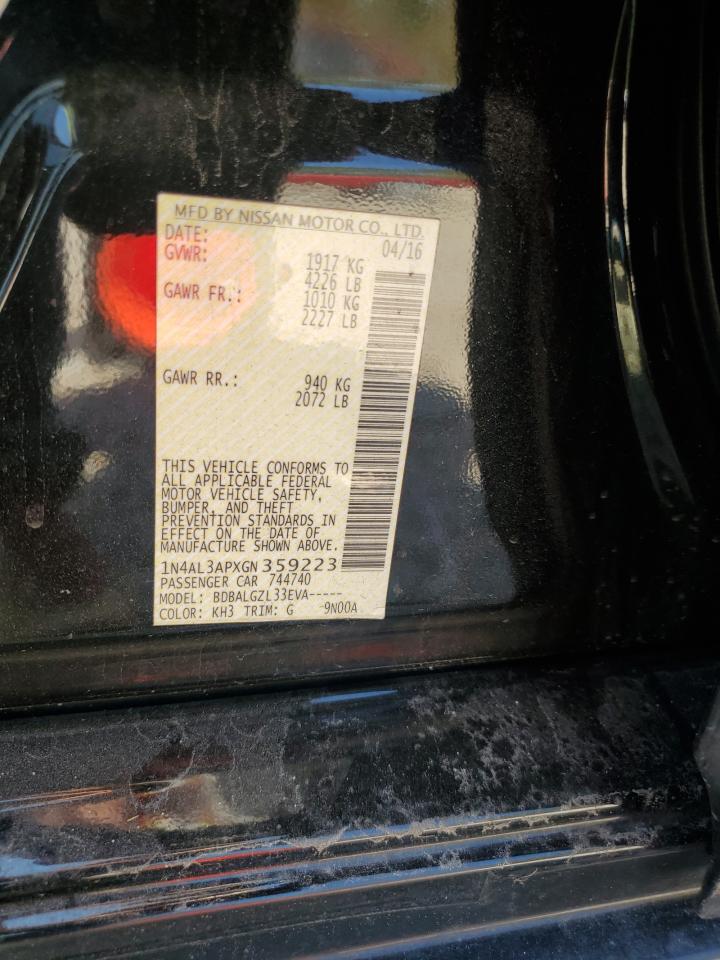 MFD BY NISSAN MOTOR CO., LTD.
DATE: 04/16
GVWR: 1917 KG
4226 LB
GAWR FR.: 1010 KG
2227 LB
GAWR RR.: 940 KG
2072 LB
THIS VEHICLE CONFORMS TO
ALL APPLICABLE FEDERAL
MOTOR VEHICLE SAFETY,
BUMPER, AND THEFT
PREVENTION STANDARDS IN
EFFECT ON THE DATE OF
MANUFACTURE SHOWN ABOVE.
1N4AL3APXGN359223
PASSENGER CAR 744740
MODEL: BDBALGZL33EVA-----
COLOR: KH3 TRIM: G 9N00A